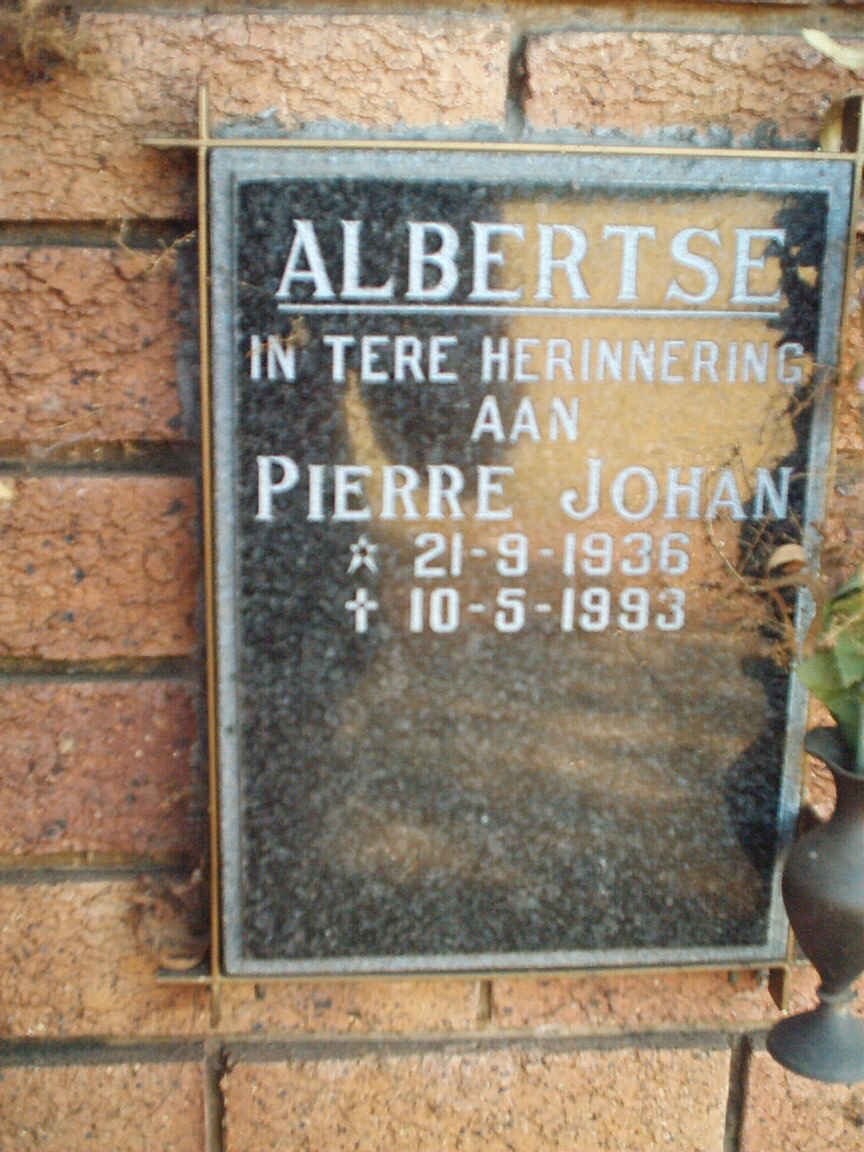 ALBERTSE
IN TERE HERINNERING
AAN
PIERRE JOHAN
☆ 21-9-1936
✝ 10-5-1993